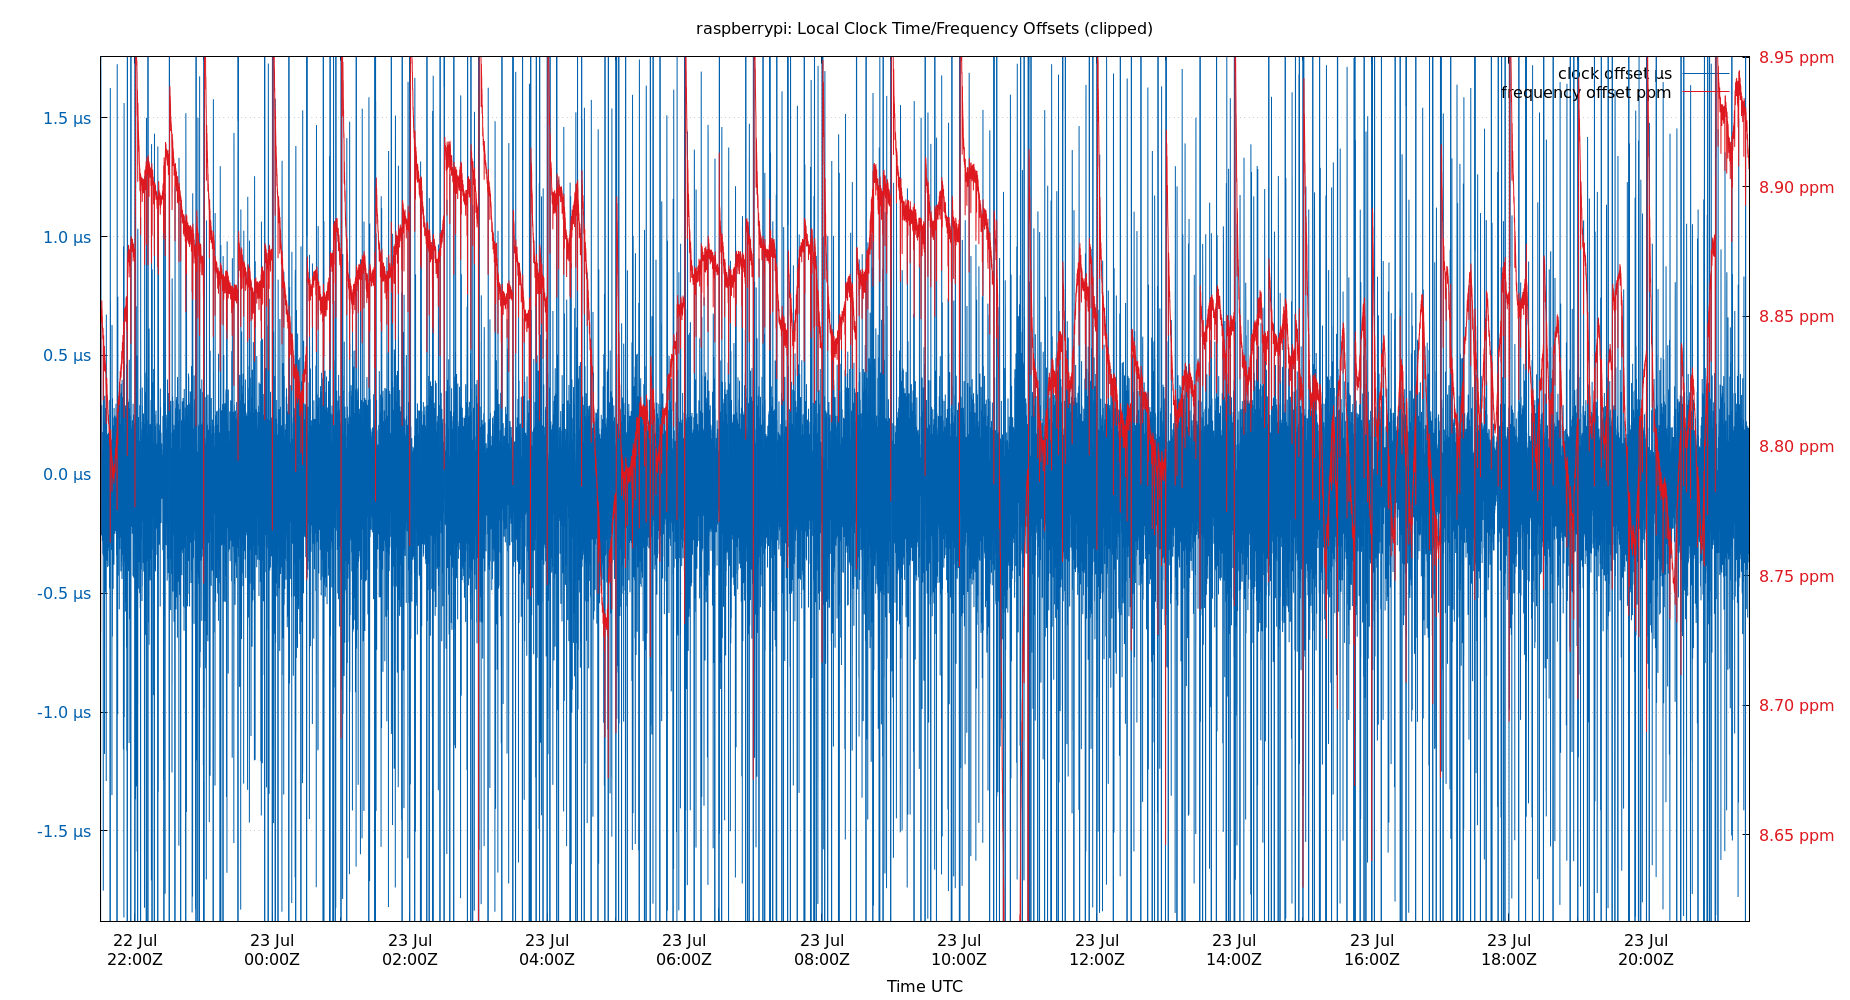 raspberrypi: Local Clock Time/Frequency Offsets (clipped)
clock offset µs
frequency offset ppm
1.5 µs
1.0 µs
0.5 µs
0.0 µs
-0.5 µs
-1.0 µs
-1.5 µs
8.95 ppm
8.90 ppm
8.85 ppm
8.80 ppm
8.75 ppm
8.70 ppm
8.65 ppm
22 Jul 23 Jul 23 Jul 23 Jul 23 Jul 23 Jul 23 Jul 23 Jul 23 Jul 23 Jul 23 Jul 23 Jul
22:00Z 00:00Z 02:00Z 04:00Z 06:00Z 08:00Z 10:00Z 12:00Z 14:00Z 16:00Z 18:00Z 20:00Z
Time UTC